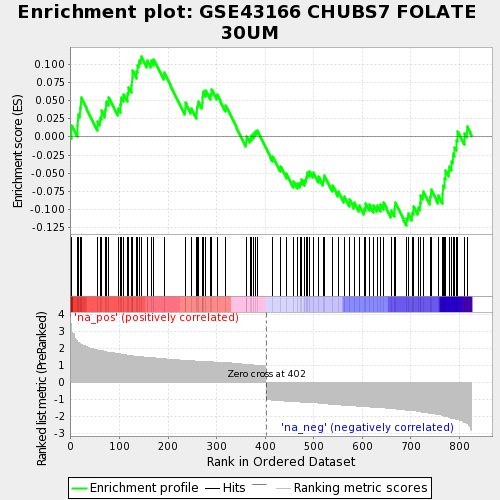 Enrichment plot: GSE43166 CHUBS7 FOLATE
30UM
Enrichment score (ES)
0.100
0.075
0.050
0.025
0.000
-0.025
-0.050
-0.075
-0.100
-0.125
'na_pos' (positively correlated)
Ranked list metric (PreRanked)
4
3
2
1
0
-1
-2
-3
Zero cross at 402
'na_neg' (negatively correlated)
0 100 200 300 400 500 600 700 800
Rank in Ordered Dataset
Enrichment profile Hits Ranking metric scores